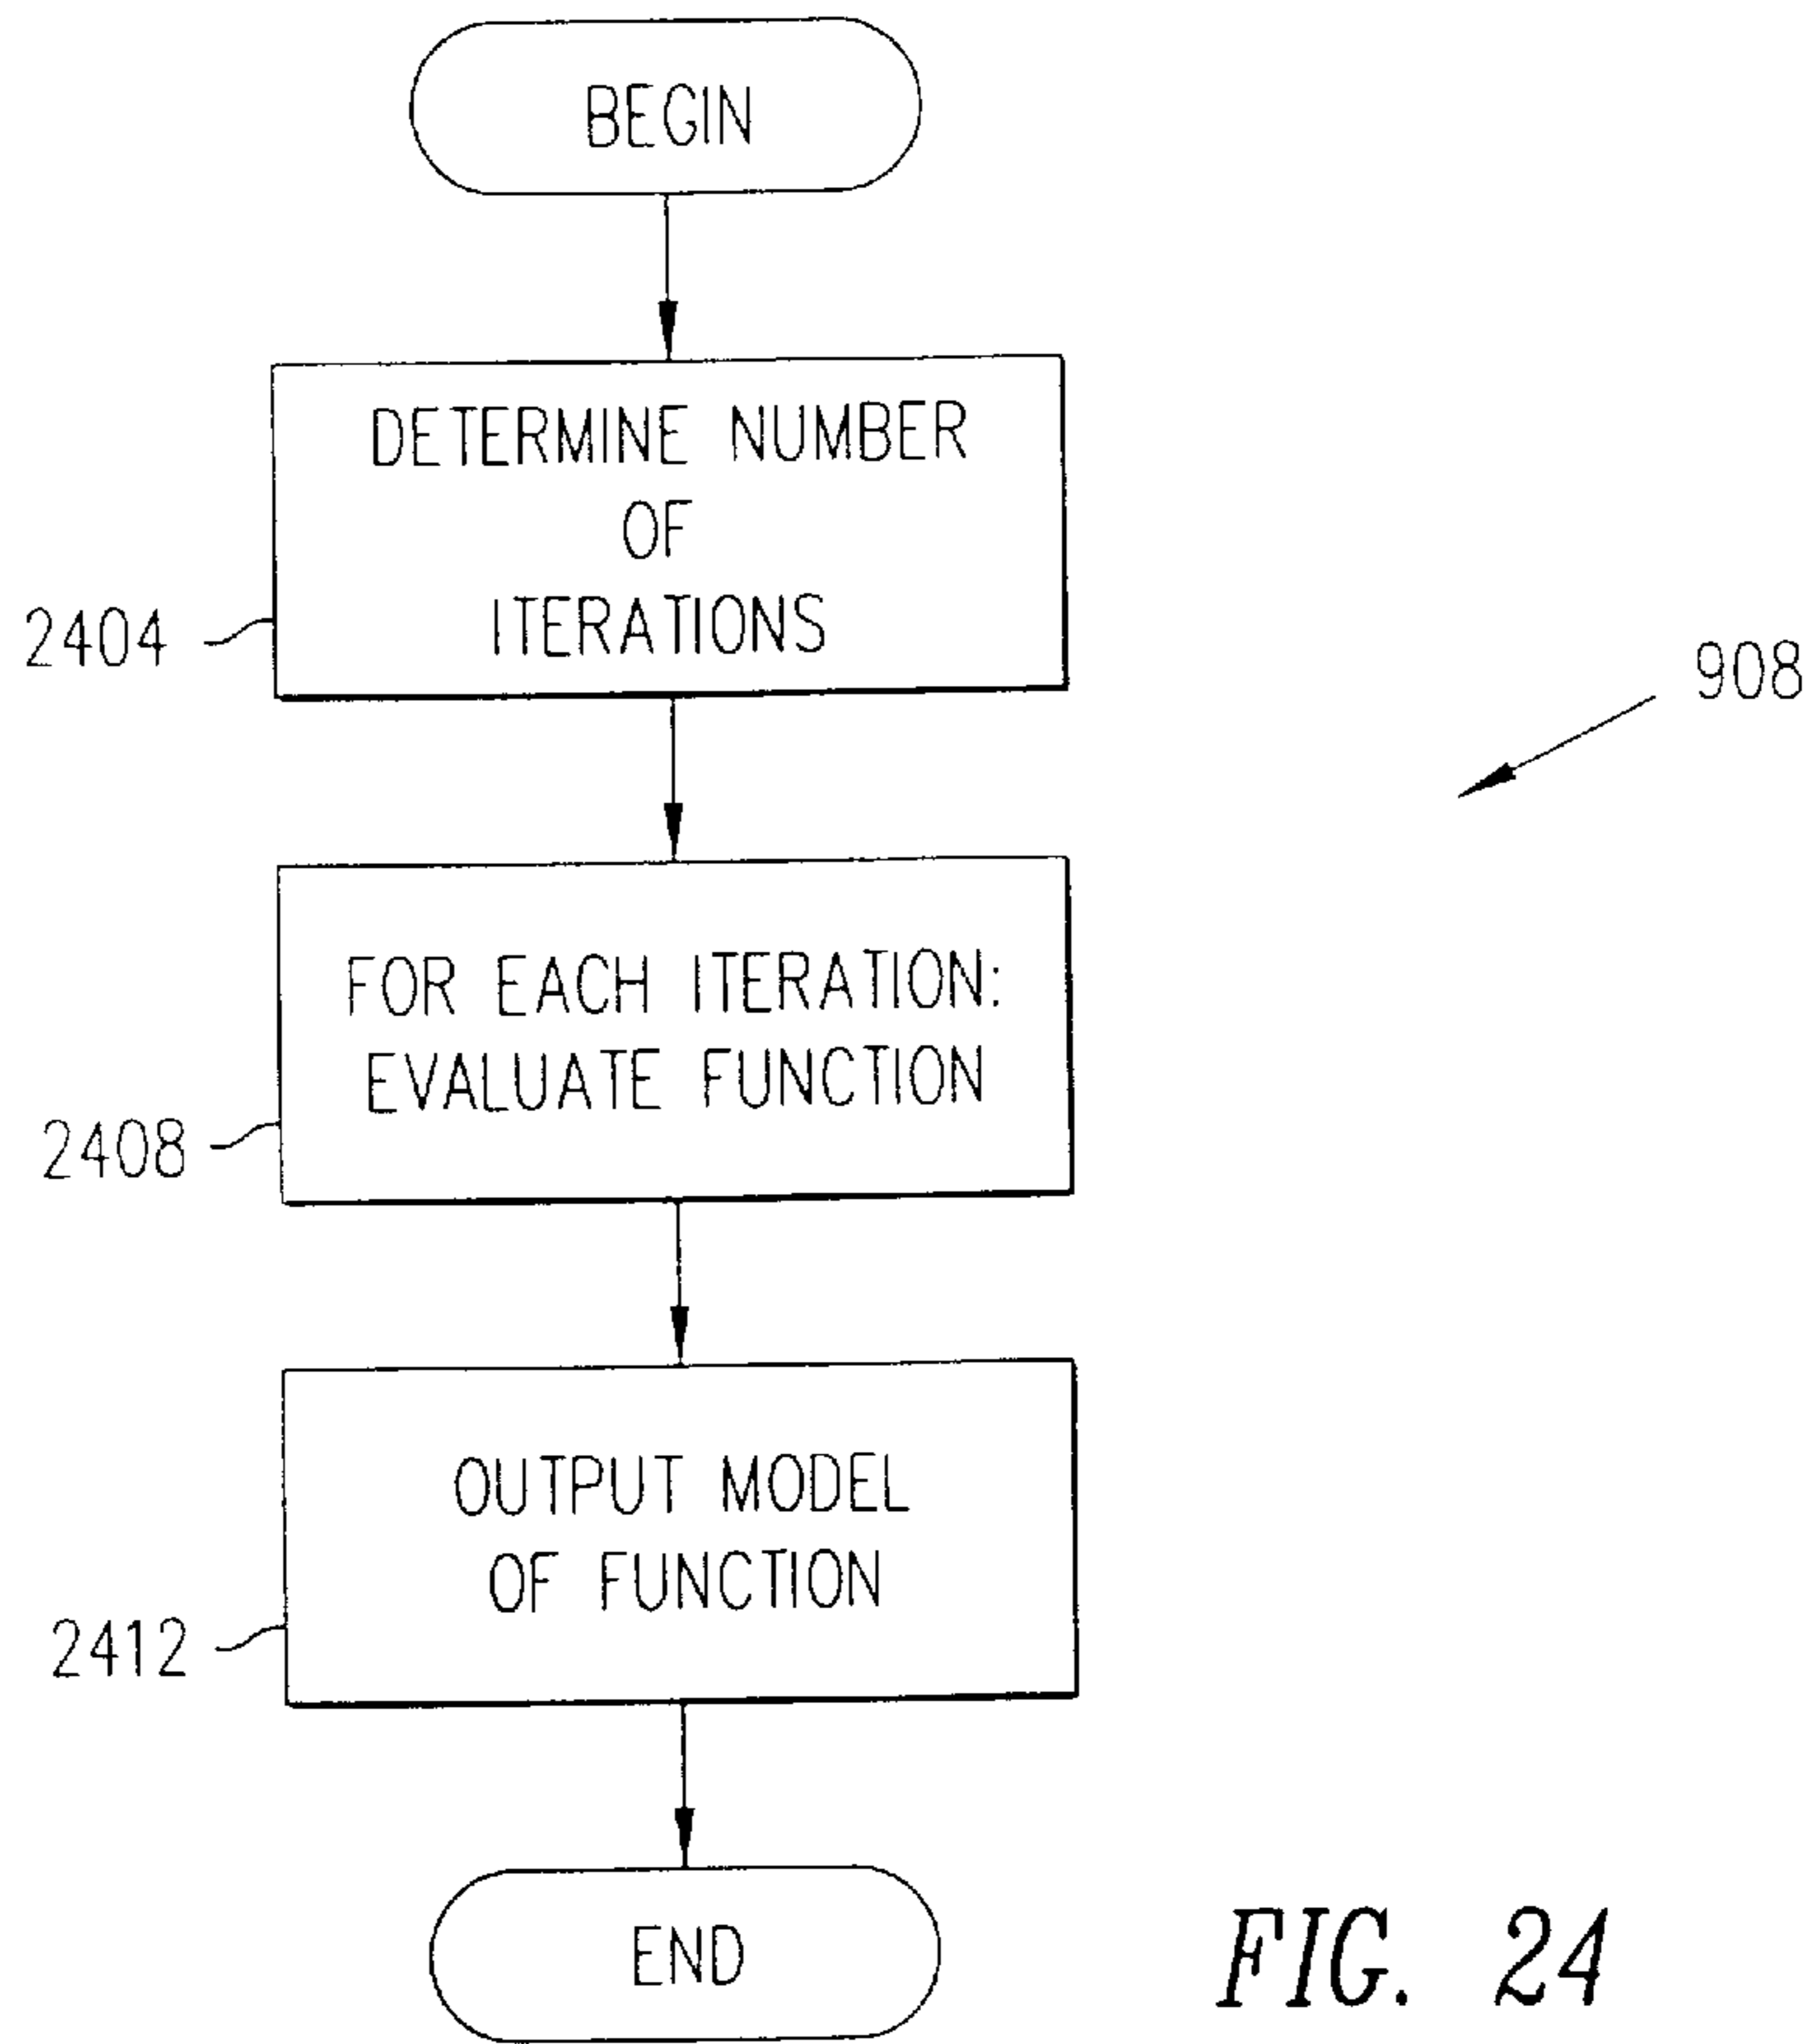 BEGIN
DETERMINE NUMBER
OF
ITERATIONS
2404
908
FOR EACH ITERATION:
EVALUATE FUNCTION
2408
OUTPUT MODEL
OF FUNCTION
2412
END
FIG. 24